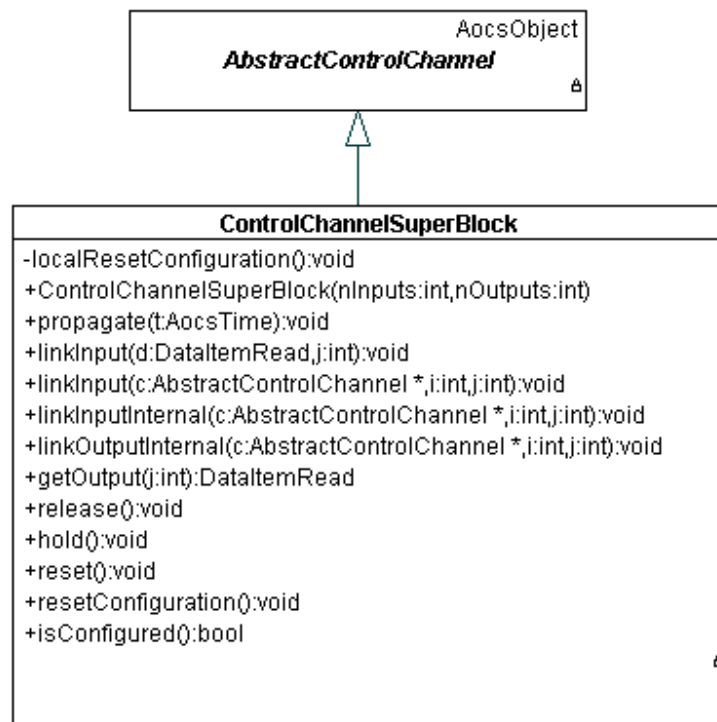 AocsObject
AbstractControlChannel
ControlChannelSuperBlock
-localResetConfiguration():void
+ControlChannelSuperBlock(nInputs:int,nOutputs:int)
+propagate(t:AocsTime):void
+linkInput(d:DataItemRead,j:int):void
+linkInput(c:AbstractControlChannel *,i:int,j:int):void
+linkInputInternal(c:AbstractControlChannel *,i:int,j:int):void
+linkOutputInternal(c:AbstractControlChannel *,i:int,j:int):void
+getOutput(j:int):DataItemRead
+release():void
+hold():void
+reset():void
+resetConfiguration():void
+isConfigured():bool